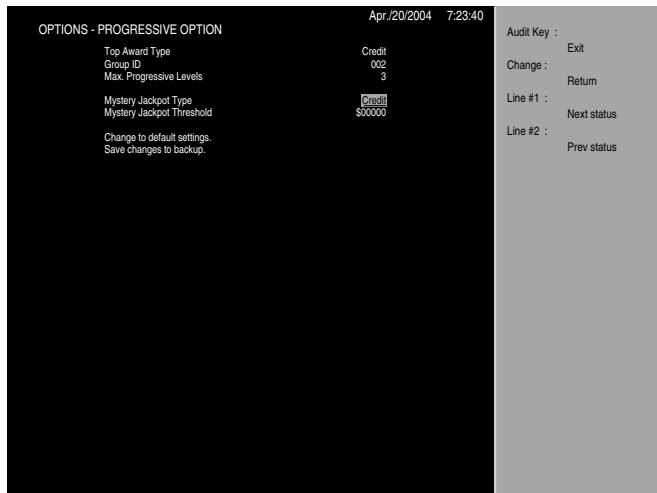 Apr./20/2004 7:23:40
OPTIONS - PROGRESSIVE OPTION
Top Award Type Credit
Group ID 002
Max. Progressive Levels 3
Mystery Jackpot Type Credit
Mystery Jackpot Threshold $00000
Change to default settings.
Save changes to backup.
Audit Key :
Exit
Change :
Return
Line #1 :
Next status
Line #2 :
Prev status